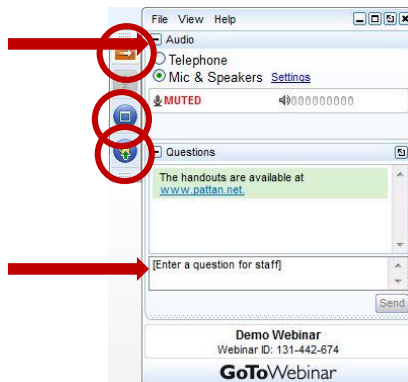 File View Help
Audio
Telephone
Mic & Speakers Settings
MUTED 000000000
Questions
The handouts are available at
www.pattan.net.
[Enter a question for staff]
Send
Demo Webinar
Webinar ID: 131-442-674
GoToWebinar